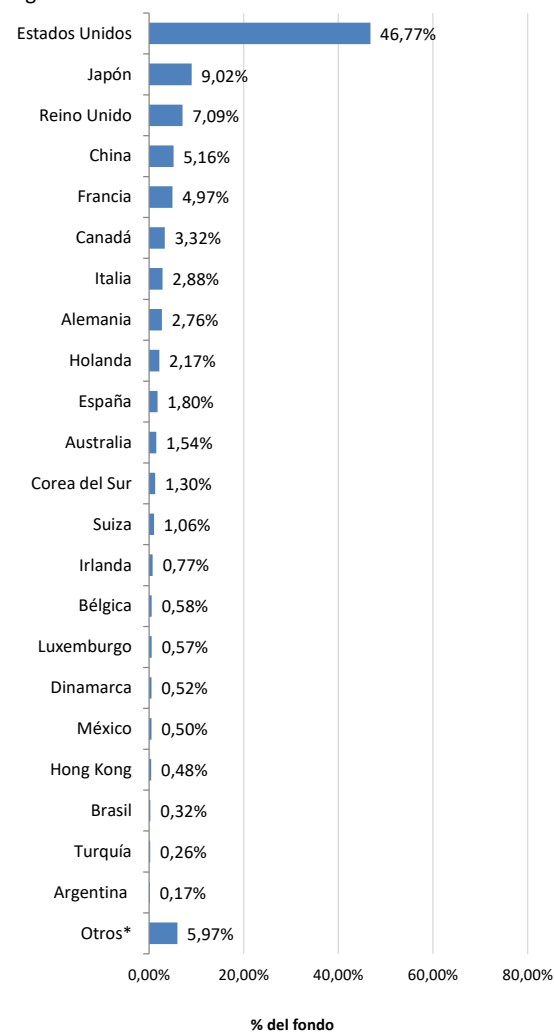 Estados Unidos 46,77%
Japón 9,02%
Reino Unido 7,09%
China 5,16%
Francia 4,97%
Canadá 3,32%
Italia 2,88%
Alemania 2,76%
Holanda 2,17%
España 1,80%
Australia 1,54%
Corea del Sur 1,30%
Suiza 1,06%
Irlanda 0,77%
Bélgica 0,58%
Luxemburgo 0,57%
Dinamarca 0,52%
México 0,50%
Hong Kong 0,48%
Brasil 0,32%
Turquía 0,26%
Argentina 0,17%
Otros* 5,97%
0,00% 20,00% 40,00% 60,00% 80,00%
% del fondo